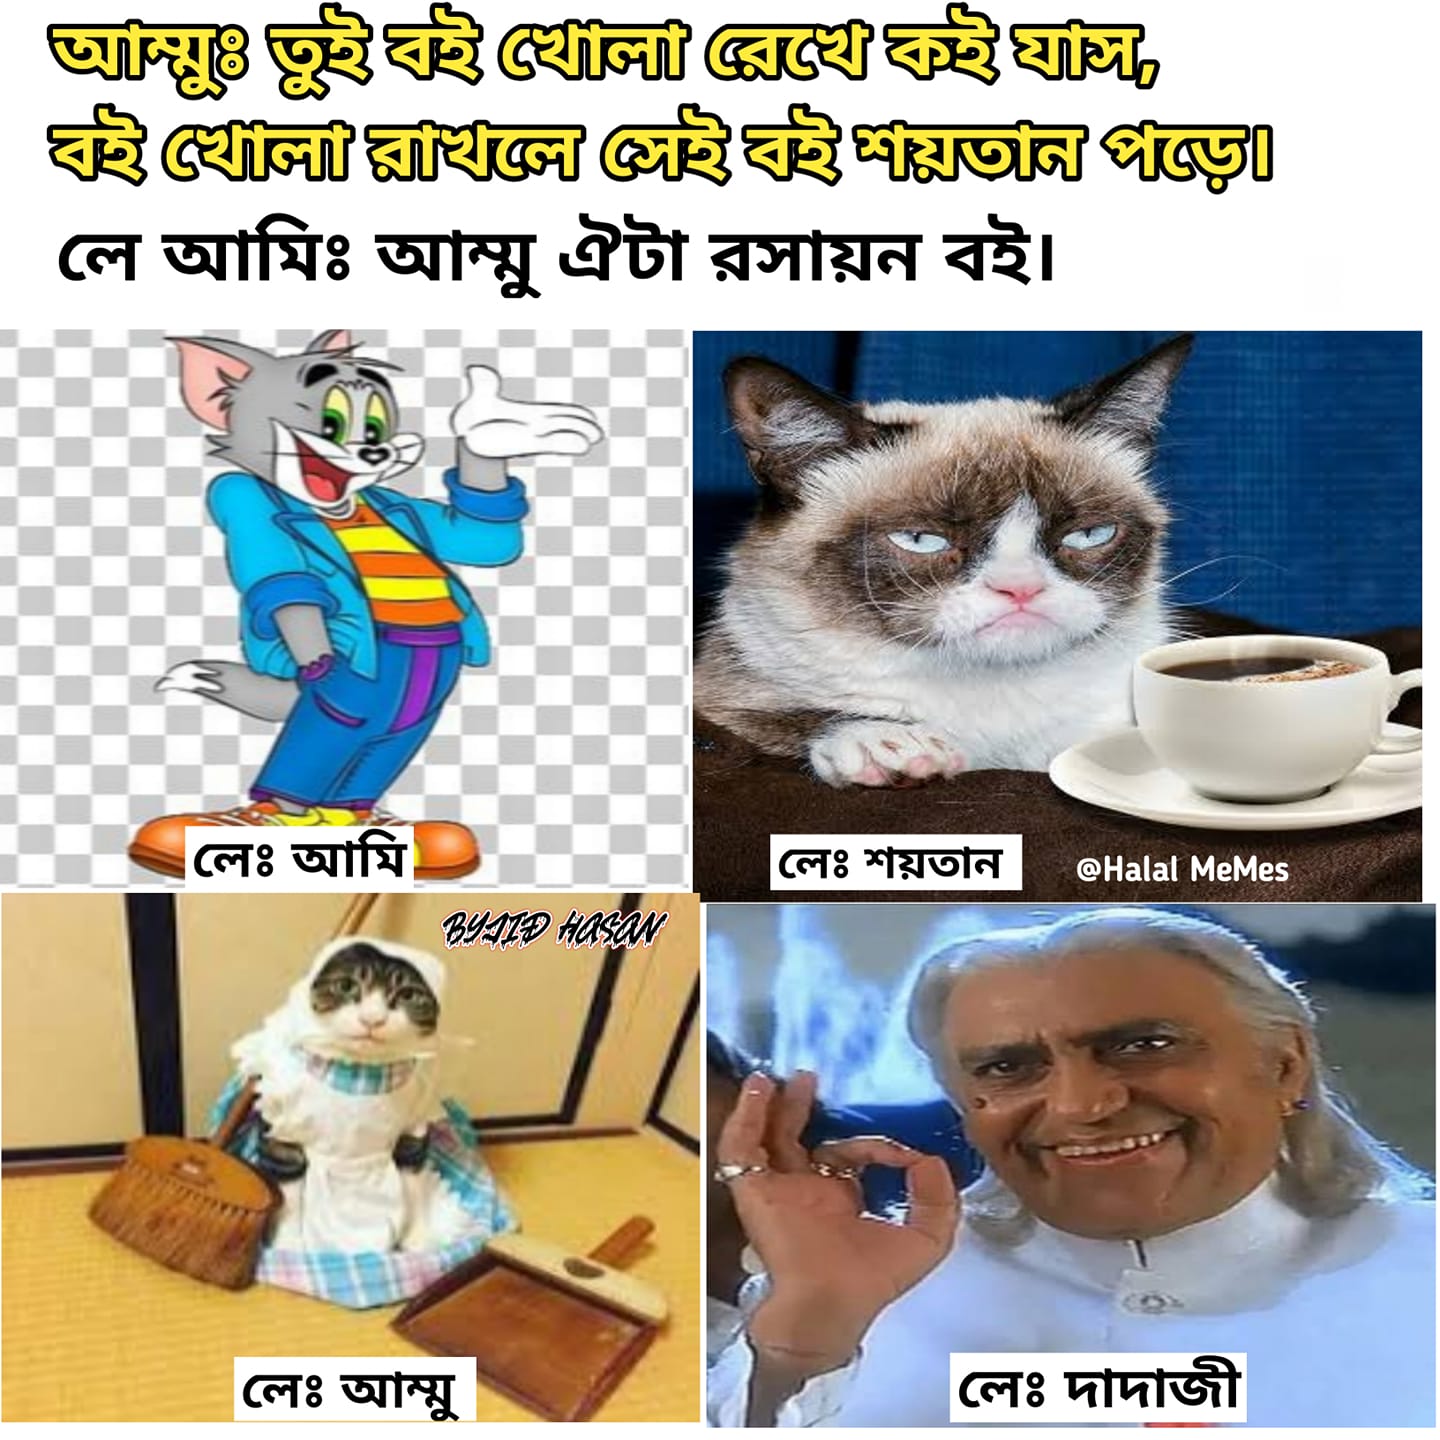 আম্মুঃ তুই বই খোলা রেখে কই যাস,
বই খোলা রাখলে সেই বই শয়তান পড়ে।
লে আমিঃ আম্মু ঐটা রসায়ন বই।
লেঃ আমি
লেঃ শয়তান
@Halal MeMes
BYJID HASAN
লেঃ আম্মু
লেঃ দাদাজী